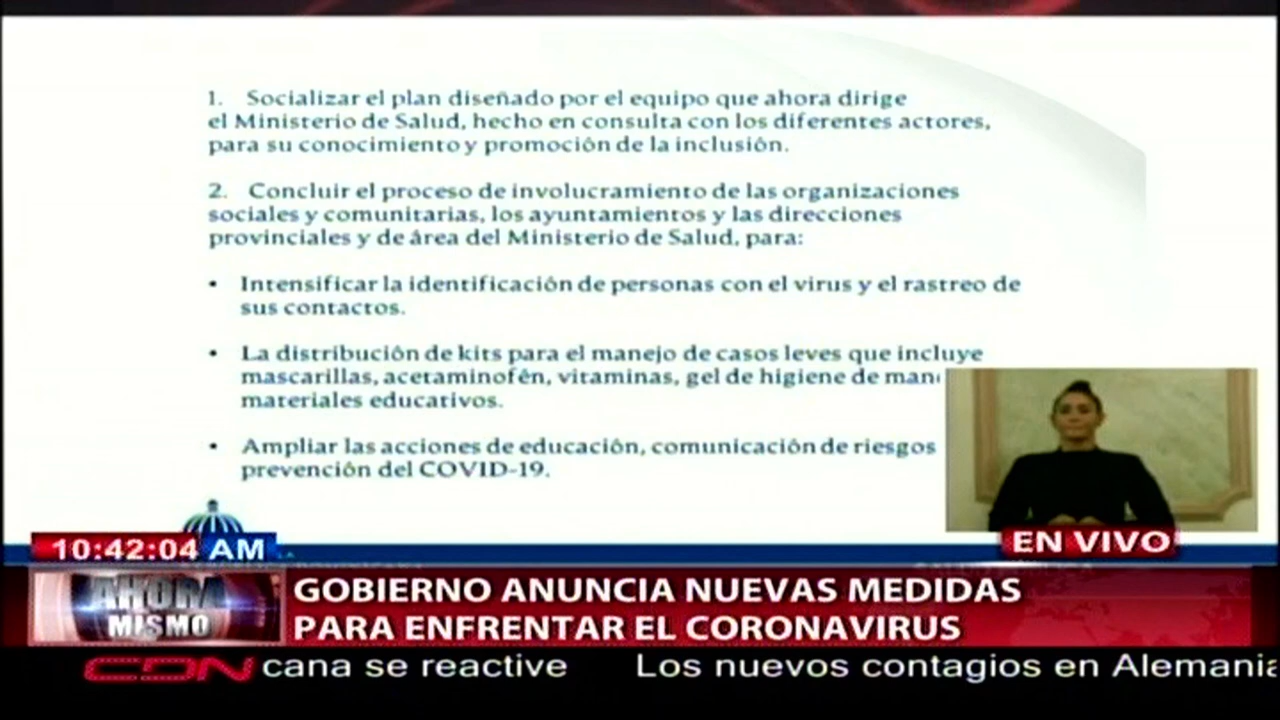 1. Socializar el plan diseñado por el equipo que ahora dirige
el Ministerio de Salud, hecho en consulta con los diferentes actores,
para su conocimiento y promoción de la inclusión.
2. Concluir el proceso de involucramiento de las organizaciones
sociales y comunitarias, los ayuntamientos y las direcciones
provinciales y de área del Ministerio de Salud, para:
• Intensificar la identificación de personas con el virus y el rastreo de
sus contactos.
• La distribución de kits para el manejo de casos leves que incluye
mascarillas, acetaminofén, vitaminas, gel de higiene de man
materiales educativos.
• Ampliar las acciones de educación, comunicación de riesgos
prevención del COVID-19.
10:42:04 AM
EN VIVO
AHORA
MISMO
GOBIERNO ANUNCIA NUEVAS MEDIDAS
PARA ENFRENTAR EL CORONAVIRUS
CDN cana se reactive Los nuevos contagios en Alemania